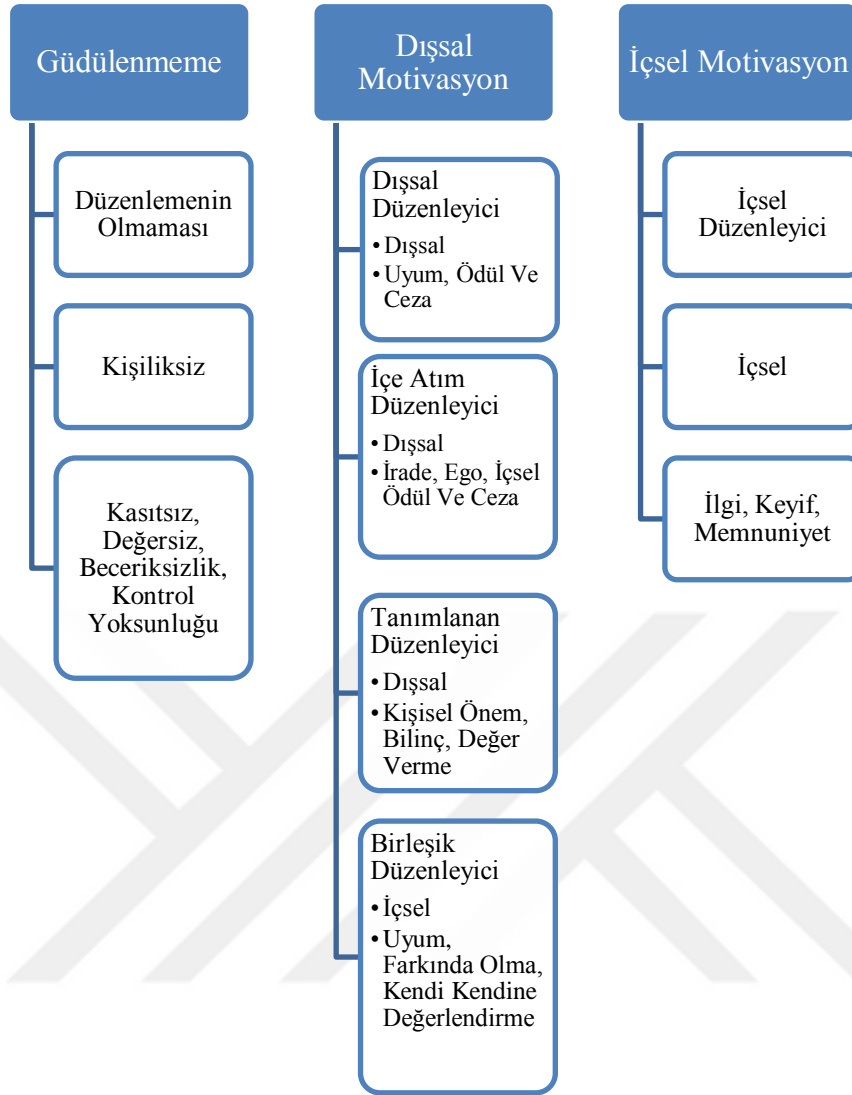 Güdülenmeme
Düzenlemenin
Olmaması
Kişiliksiz
Kasıtsız,
Değersiz,
Beceriksizlik,
Kontrol
Yoksunluğu
Dışsal
Motivasyon
Dışsal
Düzenleyici
• Dışsal
• Uyum, Ödül Ve
Ceza
İçe Atım
Düzenleyici
• Dışsal
• İrade, Ego, İçsel
Ödül Ve Ceza
Tanımlanan
Düzenleyici
• Dışsal
• Kişisel Önem,
Bilinç, Değer
Verme
Birleşik
Düzenleyici
• İçsel
• Uyum,
Farkında Olma,
Kendi Kendine
Değerlendirme
İçsel Motivasyon
İçsel
Düzenleyici
İçsel
İlgi, Keyif,
Memnuniyet